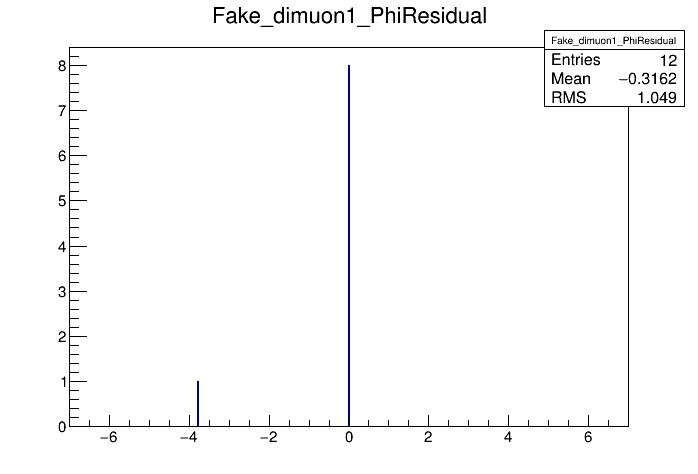 Fake_dimuon1_PhiResidual
Fake_dimuon1_PhiResidual
Entries 12
Mean −0.3162
RMS 1.049
8
7
6
5
4
3
2
1
0
−6 −4 −2 0 2 4 6